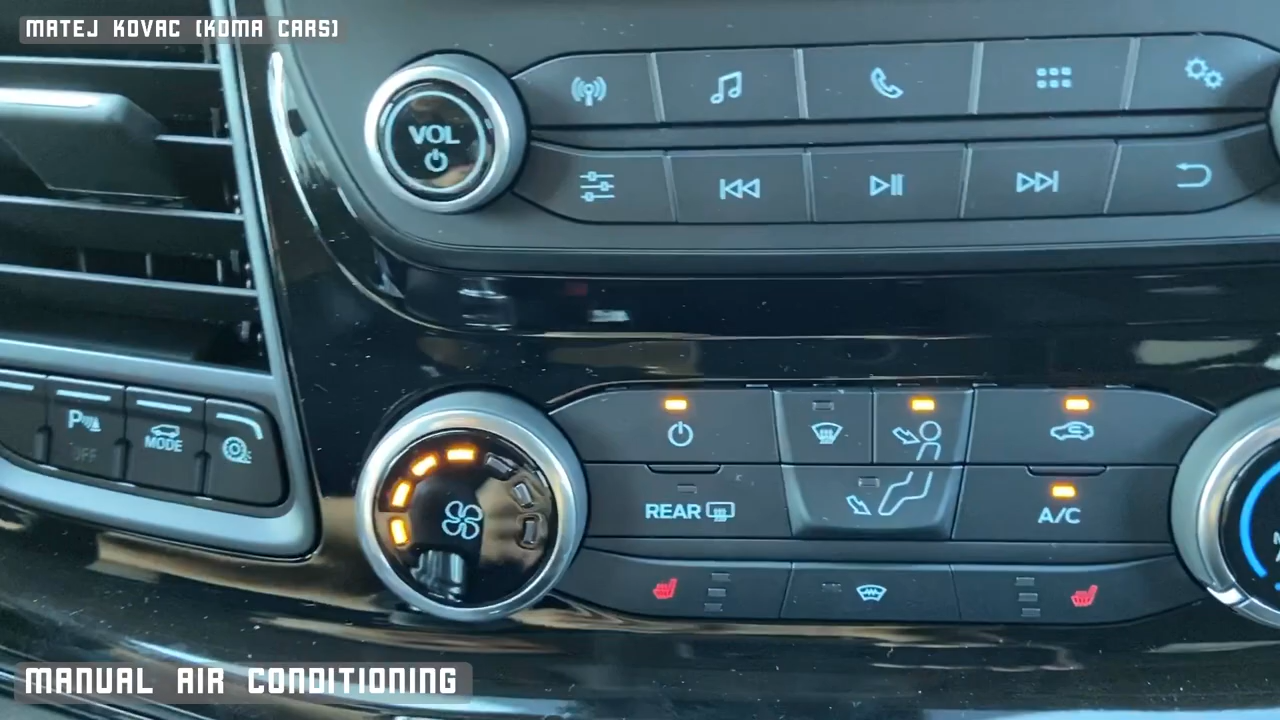 MATEJ KOVAC (KOMA CARS)
VOL
P
OFF
MODE
REAR
A/C
MANUAL AIR CONDITIONING